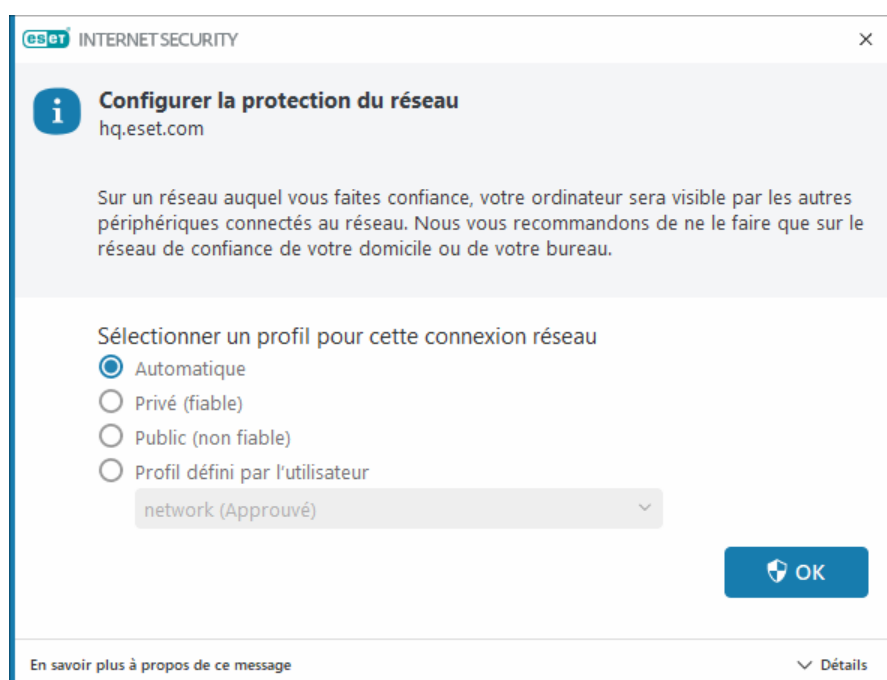 eset INTERNET SECURITY
Configurer la protection du réseau
hq.eset.com
Sur un réseau auquel vous faites confiance, votre ordinateur sera visible par les autres
périphériques connectés au réseau. Nous vous recommandons de ne le faire que sur le
réseau de confiance de votre domicile ou de votre bureau.
Sélectionner un profil pour cette connexion réseau
Automatique
Privé (fiable)
Public (non fiable)
Profil défini par l'utilisateur
network (Approuvé)
OK
En savoir plus à propos de ce message
Détails